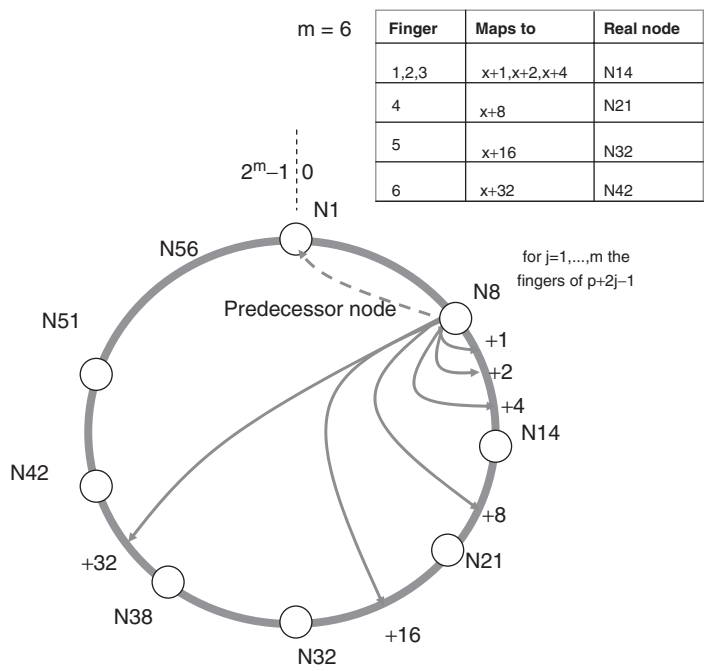 m = 6
Finger Maps to Real node
1,2,3 x+1,x+2,x+4 N14
4 x+8 N21
5 x+16 N32
6 x+32 N42
2^m–1 0
N1
N56
for j=1,...,m the
fingers of p+2j–1
N8
Predecessor node
N51
+1
+2
+4
N14
N42
+8
N21
+32
N38
+16
N32